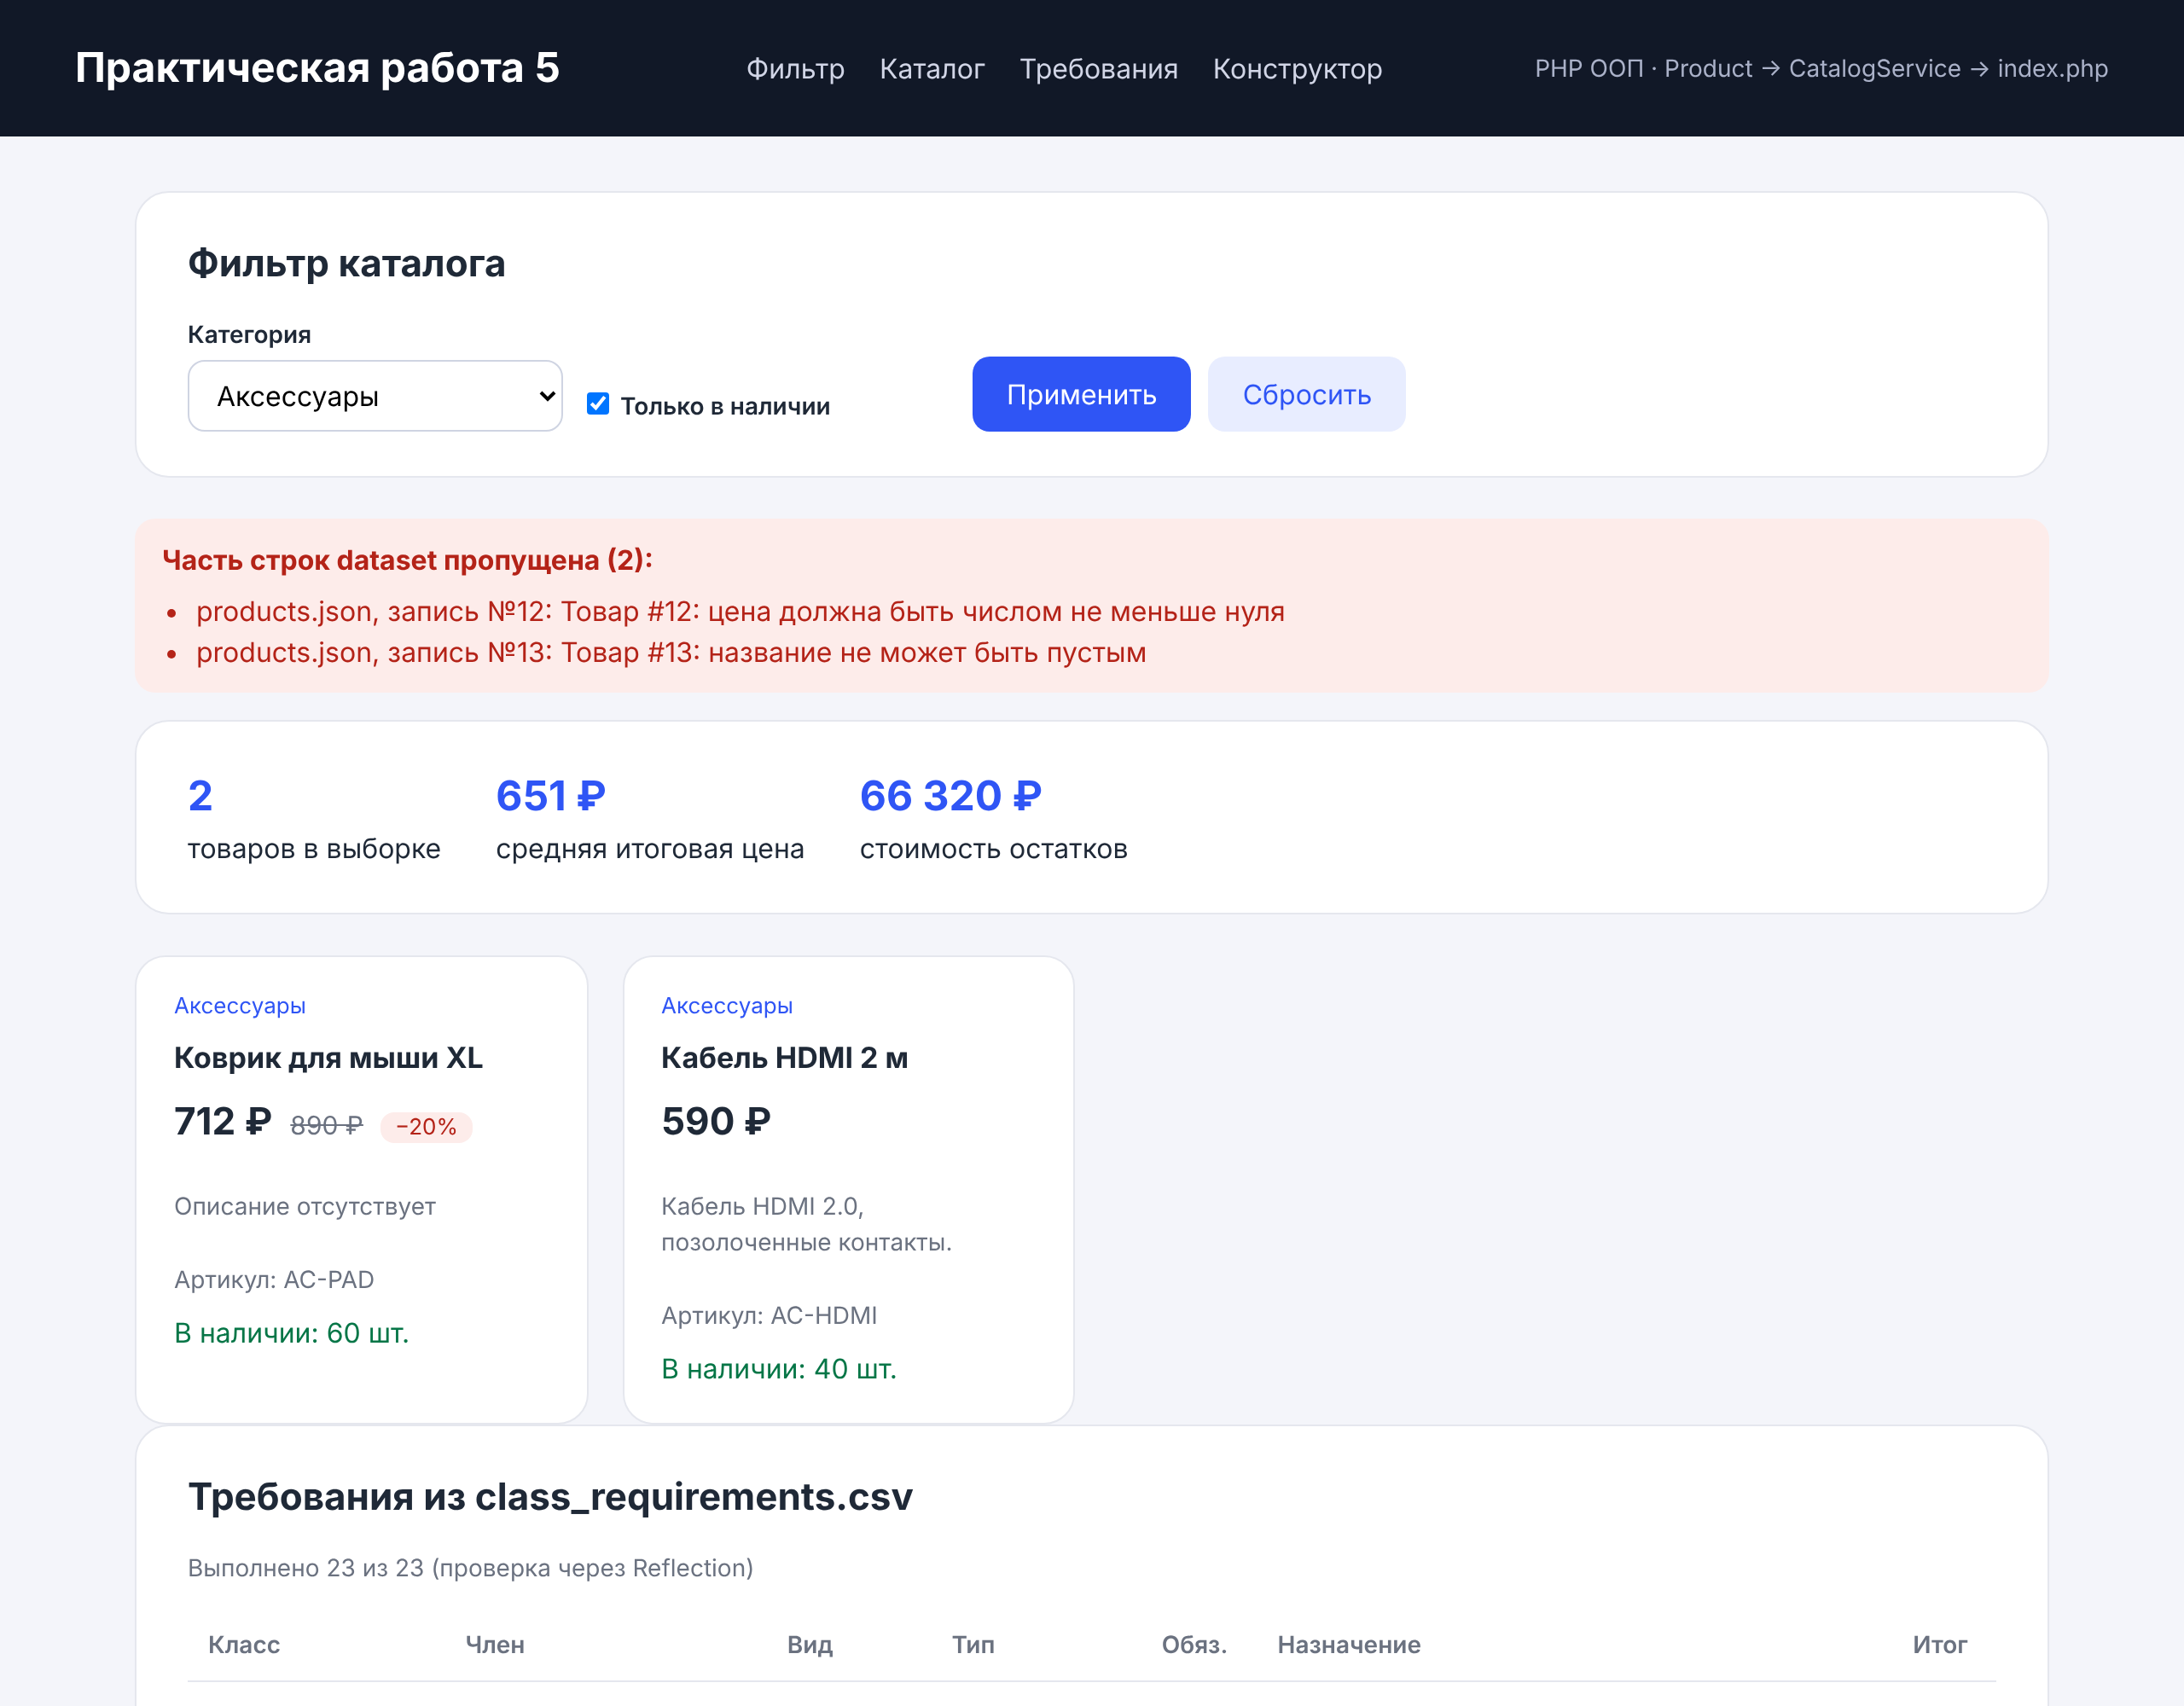 Практическая работа 5
Фильтр Каталог Требования Конструктор
PHP ООП · Product → CatalogService → index.php
Фильтр каталога
Категория
Аксессуары
Только в наличии
Применить
Сбросить
Часть строк dataset пропущена (2):
• products.json, запись №12: Товар #12: цена должна быть числом не меньше нуля
• products.json, запись №13: Товар #13: название не может быть пустым
2
товаров в выборке
651 ₽
средняя итоговая цена
66 320 ₽
стоимость остатков
Аксессуары
Коврик для мыши XL
712 ₽ 890 ₽ −20%
Описание отсутствует
Артикул: AC-PAD
В наличии: 60 шт.
Аксессуары
Кабель HDMI 2 м
590 ₽
Кабель HDMI 2.0,
позолоченные контакты.
Артикул: AC-HDMI
В наличии: 40 шт.
Требования из class_requirements.csv
Выполнено 23 из 23 (проверка через Reflection)
Класс Член Вид Тип Обяз. Назначение Итог